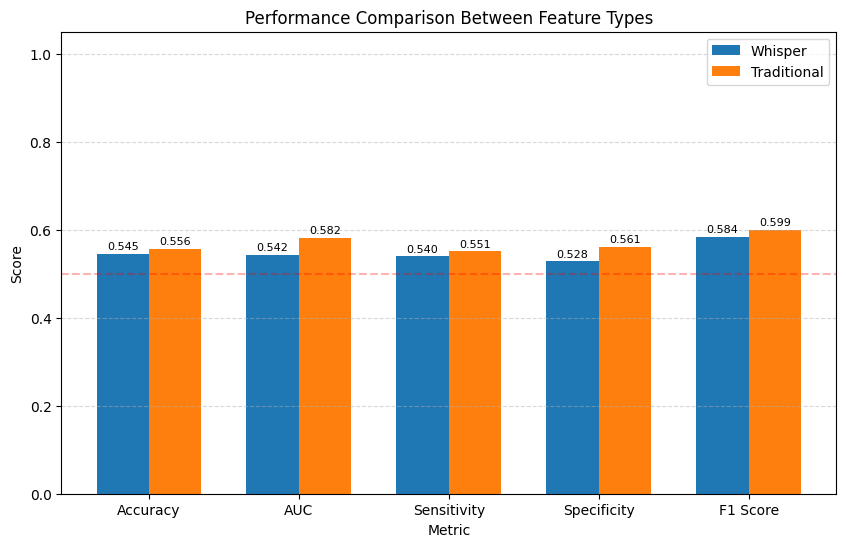 Performance Comparison Between Feature Types
Whisper
Traditional
Score
1.0
0.8
0.6
0.4
0.2
0.0
0.545
0.556
0.542
0.582
0.540
0.551
0.528
0.561
0.584
0.599
Accuracy
AUC
Sensitivity
Specificity
F1 Score
Metric